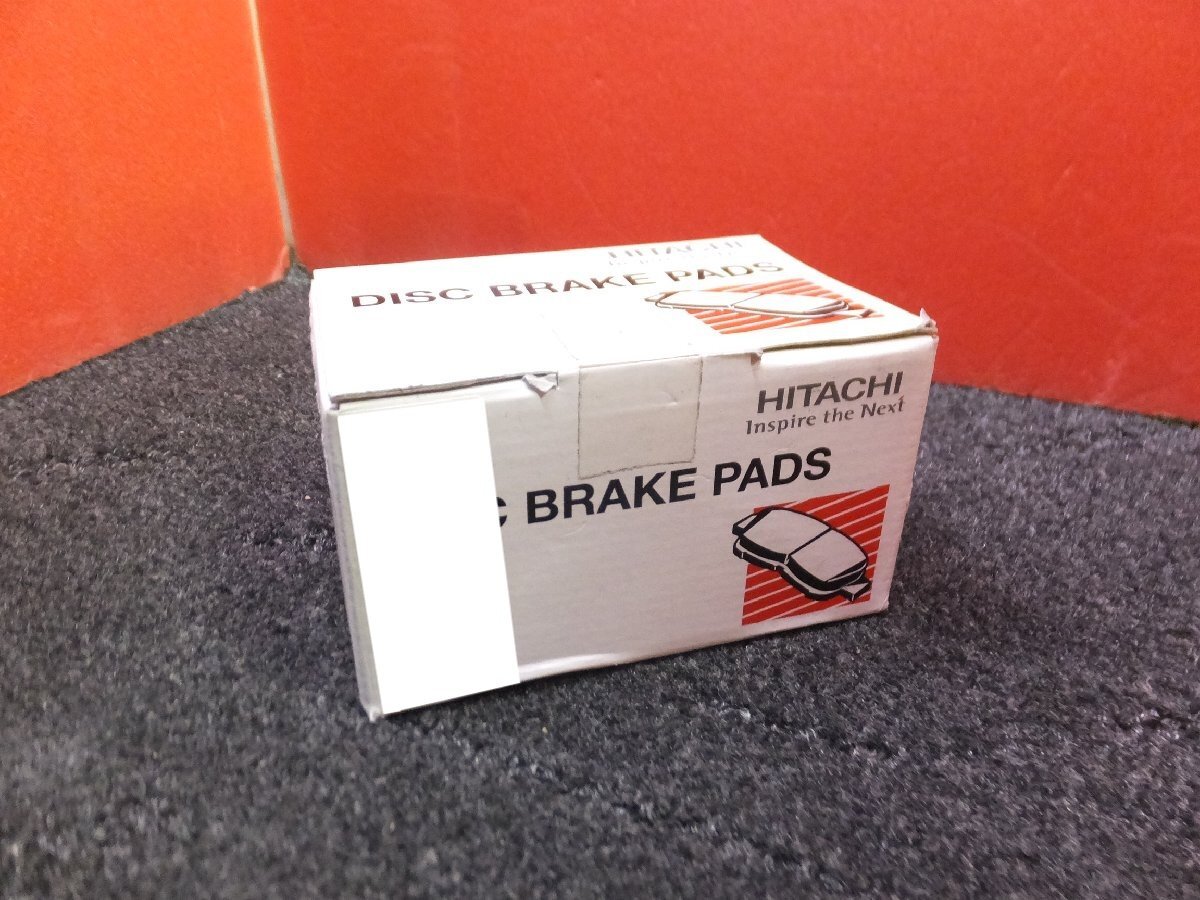 HITACHI
DISC BRAKE PADS
HITACHI
Inspire the Next
C BRAKE PADS